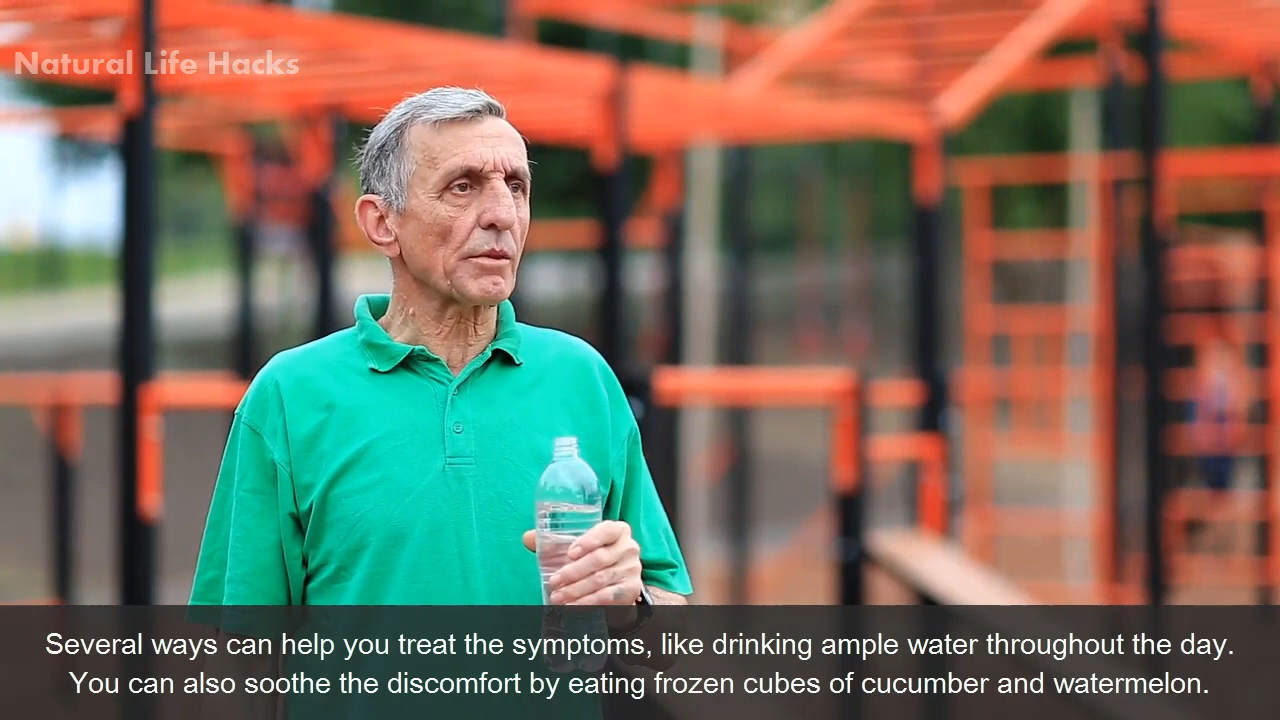 Natural Life Hacks
Several ways can help you treat the symptoms, like drinking ample water throughout the day.
You can also soothe the discomfort by eating frozen cubes of cucumber and watermelon.